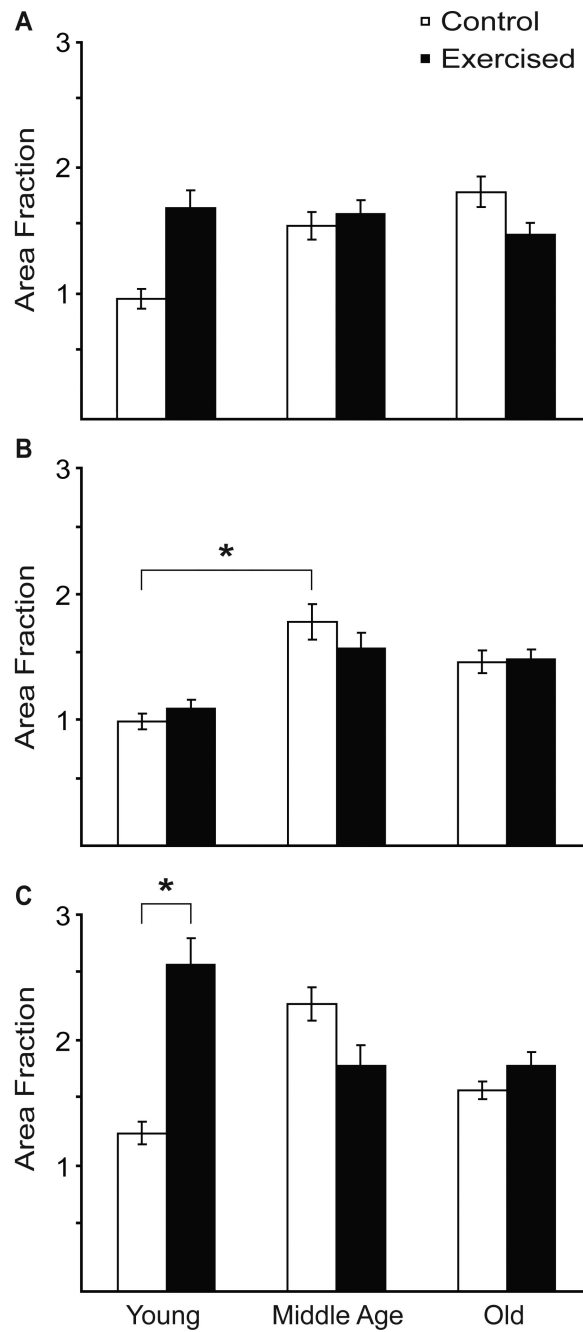 A
Control
Exercised
3
2
1
Area Fraction
B
3
2
1
Area Fraction
*
C
3
2
1
Area Fraction
*
Young Middle Age Old